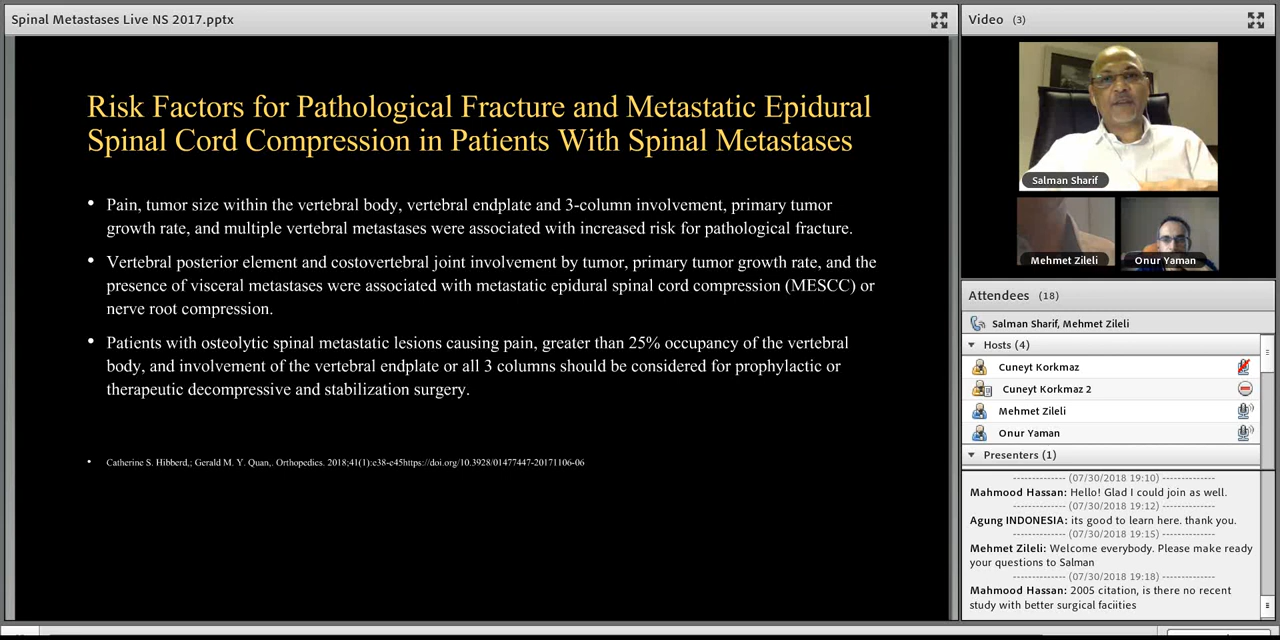 Spinal Metastases Live NS 2017.pptx
Risk Factors for Pathological Fracture and Metastatic Epidural
Spinal Cord Compression in Patients With Spinal Metastases
• Pain, tumor size within the vertebral body, vertebral endplate and 3-column involvement, primary tumor
growth rate, and multiple vertebral metastases were associated with increased risk for pathological fracture.
• Vertebral posterior element and costovertebral joint involvement by tumor, primary tumor growth rate, and the
presence of visceral metastases were associated with metastatic epidural spinal cord compression (MESCC) or
nerve root compression.
• Patients with osteolytic spinal metastatic lesions causing pain, greater than 25% occupancy of the vertebral
body, and involvement of the vertebral endplate or all 3 columns should be considered for prophylactic or
therapeutic decompressive and stabilization surgery.
• Catherine S. Hibberd,; Gerald M. Y. Quan,. Orthopedics. 2018;41(1):e38-e45https://doi.org/10.3928/01477447-20171106-06
Video (3)
Salman Sharif
Mehmet Zileli
Onur Yaman
Attendees (18)
Salman Sharif, Mehmet Zileli
Hosts (4)
Cuneyt Korkmaz
Cuneyt Korkmaz 2
Mehmet Zileli
Onur Yaman
Presenters (1)
-------------- (07/30/2018 19:10) --------------
Mahmood Hassan: Hello! Glad I could join as well.
-------------- (07/30/2018 19:12) --------------
Agung INDONESIA: its good to learn here. thank you.
-------------- (07/30/2018 19:15) --------------
Mehmet Zileli: Welcome everybody. Please make ready
your questions to Salman
-------------- (07/30/2018 19:18) --------------
Mahmood Hassan: 2005 citation, is there no recent
study with better surgical faciities